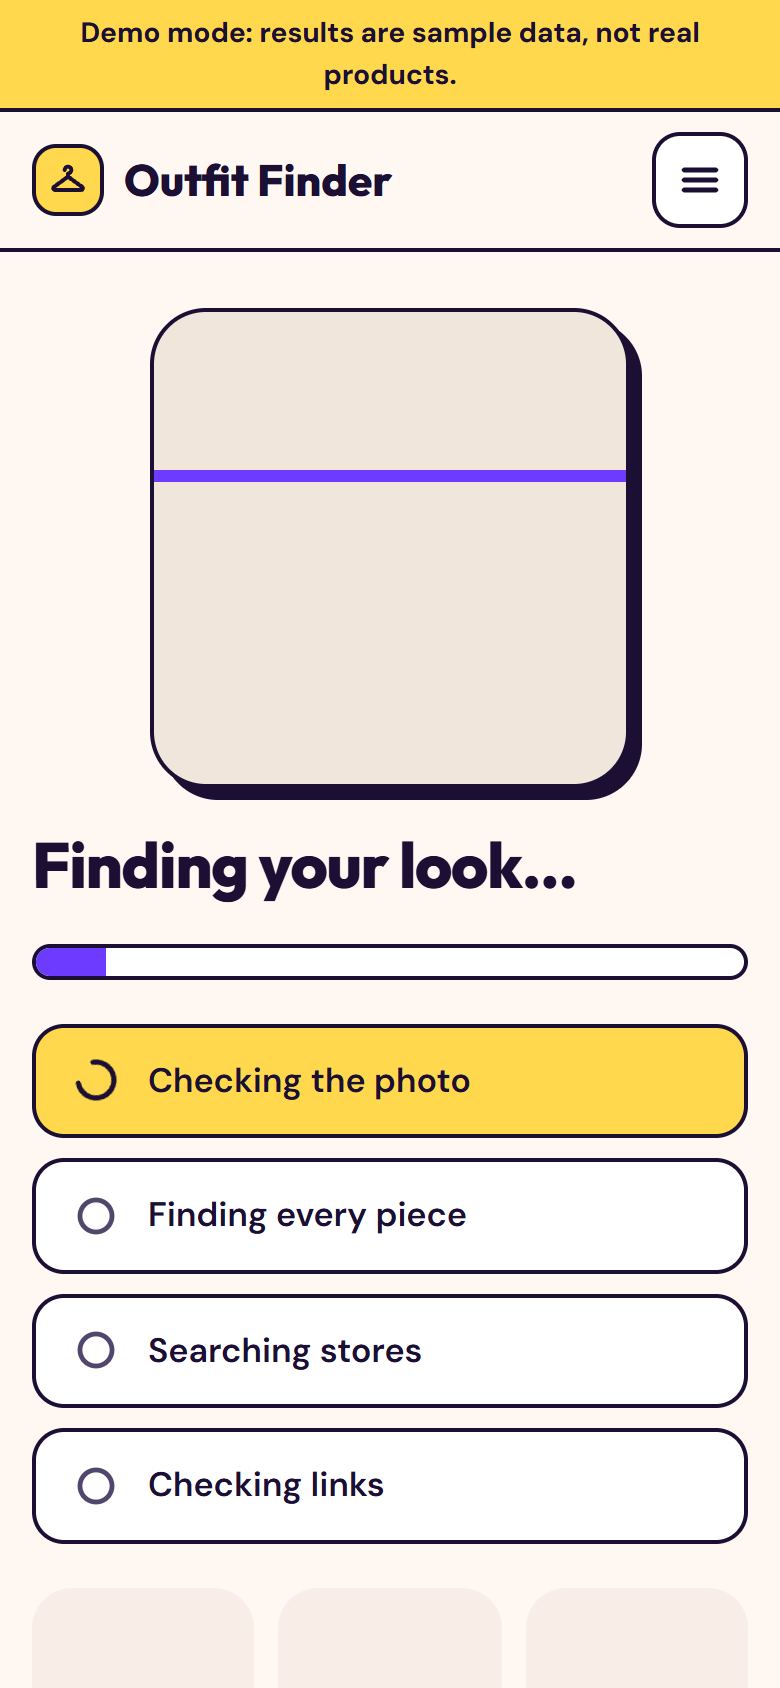 Demo mode: results are sample data, not real
products.
Outfit Finder
Finding your look...
Checking the photo
Finding every piece
Searching stores
Checking links